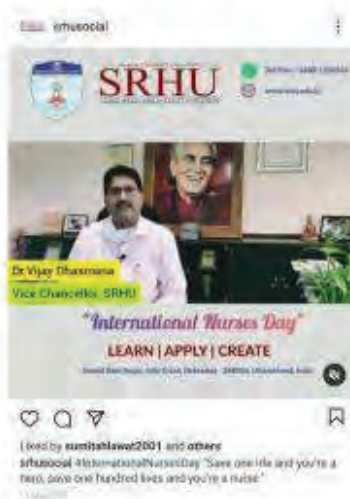 srhusocial
SRHU
Dr Vijay Dhasmana
Vice Chancellor, SRHU
"International Nurses Day"
LEARN | APPLY | CREATE
Liked by sumitahlawat2001 and others
srhusocial #InternationalNursesDay "Save one life and you're a
hero, save one hundred lives and you're a nurse."